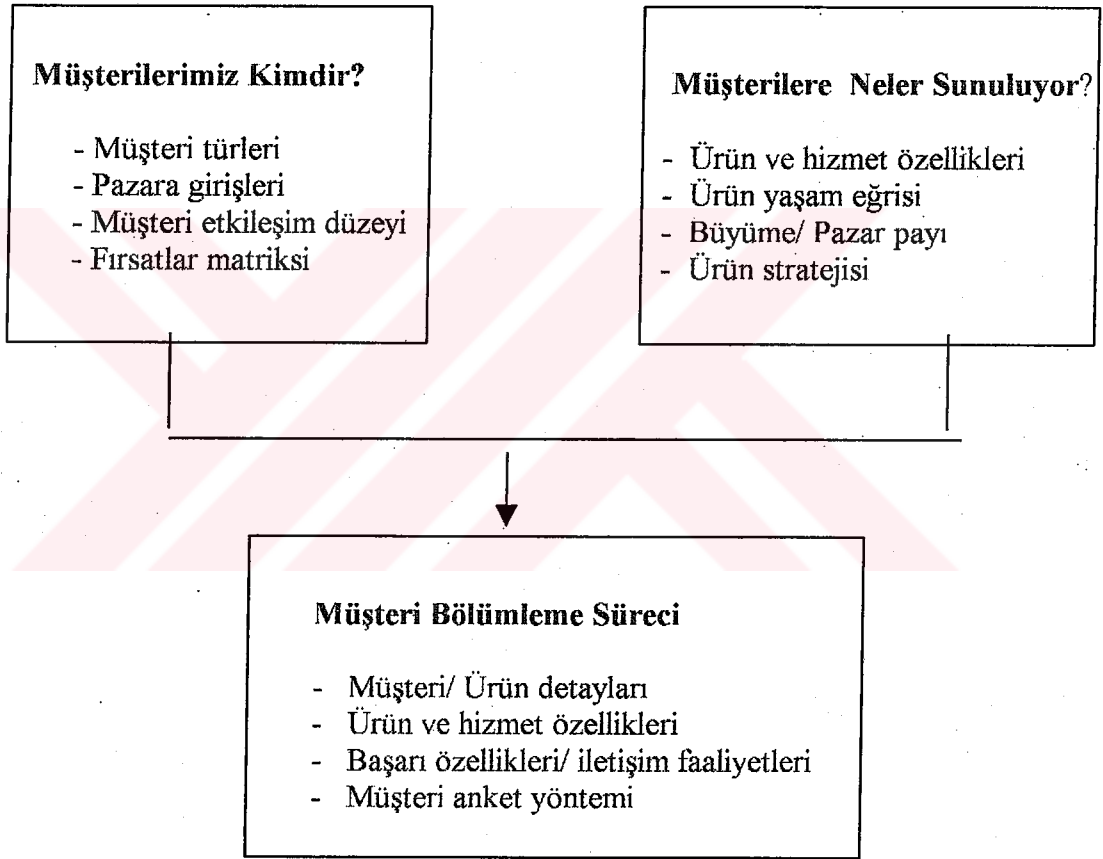 Müşterilerimiz Kimdir?
- Müşteri türleri
- Pazara girişleri
- Müşteri etkileşim düzeyi
- Fırsatlar matriksi
Müşterilere Neler Sunuluyor?
- Ürün ve hizmet özellikleri
- Ürün yaşam eğrisi
- Büyüme/ Pazar payı
- Ürün stratejisi
Müşteri Bölümleme Süreci
- Müşteri/ Ürün detayları
- Ürün ve hizmet özellikleri
- Başarı özellikleri/ iletişim faaliyetleri
- Müşteri anket yöntemi